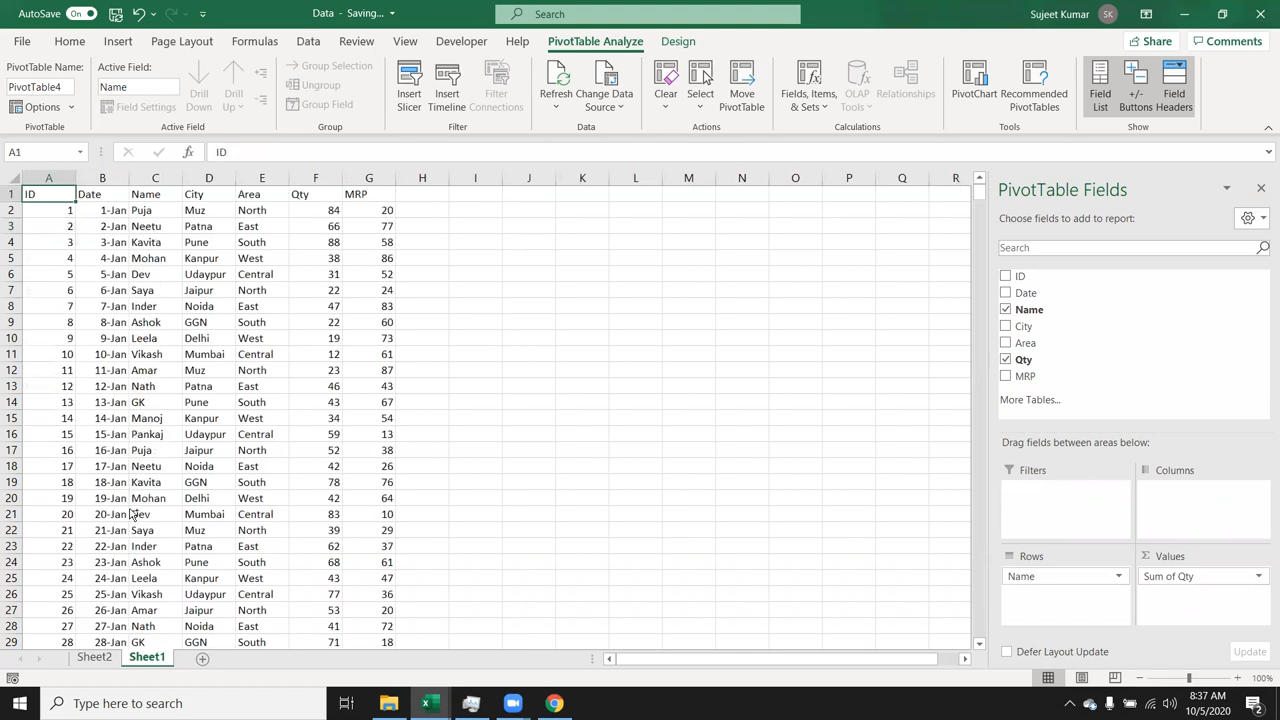 AutoSave On Data - Saving... Search Sujeet Kumar SK
File Home Insert Page Layout Formulas Data Review View Developer Help PivotTable Analyze Design Share Comments
PivotTable Name: Active Field: Group Selection
PivotTable4 Name Ungroup
Options Field Settings Group Field
Drill Down Drill Up Insert Slicer Insert Timeline Filter Connections Refresh Change Data Source Clear Select Move PivotTable Fields, Items, & Sets OLAP Tools Relationships PivotChart Recommended PivotTables Field List +/- Buttons Field Headers
PivotTable Active Field Group Filter Data Actions Calculations Tools Show
A1 fx ID
A B C D E F G H I J K L M N O P Q R
1 ID Date Name City Area Qty MRP
2 1 1-Jan Puja Muz North 84 20
3 2 2-Jan Neetu Patna East 66 77
4 3 3-Jan Kavita Pune South 88 58
5 4 4-Jan Mohan Kanpur West 38 86
6 5 5-Jan Dev Udaypur Central 31 52
7 6 6-Jan Saya Jaipur North 22 24
8 7 7-Jan Inder Noida East 47 83
9 8 8-Jan Ashok GGN South 22 60
10 9 9-Jan Leela Delhi West 19 73
11 10 10-Jan Vikash Mumbai Central 12 61
12 11 11-Jan Amar Muz North 23 87
13 12 12-Jan Nath Patna East 46 43
14 13 13-Jan GK Pune South 43 67
15 14 14-Jan Manoj Kanpur West 34 54
16 15 15-Jan Pankaj Udaypur Central 59 13
17 16 16-Jan Puja Jaipur North 52 38
18 17 17-Jan Neetu Noida East 42 26
19 18 18-Jan Kavita GGN South 78 76
20 19 19-Jan Mohan Delhi West 42 64
21 20 20-Jan Dev Mumbai Central 83 10
22 21 21-Jan Saya Muz North 39 29
23 22 22-Jan Inder Patna East 62 37
24 23 23-Jan Ashok Pune South 68 61
25 24 24-Jan Leela Kanpur West 43 47
26 25 25-Jan Vikash Udaypur Central 77 36
27 26 26-Jan Amar Jaipur North 53 20
28 27 27-Jan Nath Noida East 41 72
29 28 28-Jan GK GGN South 71 18
Sheet2 Sheet1
PivotTable Fields
Choose fields to add to report:
Search
ID
Date
Name
City
Area
Qty
MRP
More Tables...
Drag fields between areas below:
Filters Columns
Rows Σ Values
Name Sum of Qty
Defer Layout Update Update
100%
Type here to search
8:37 AM
10/5/2020
2